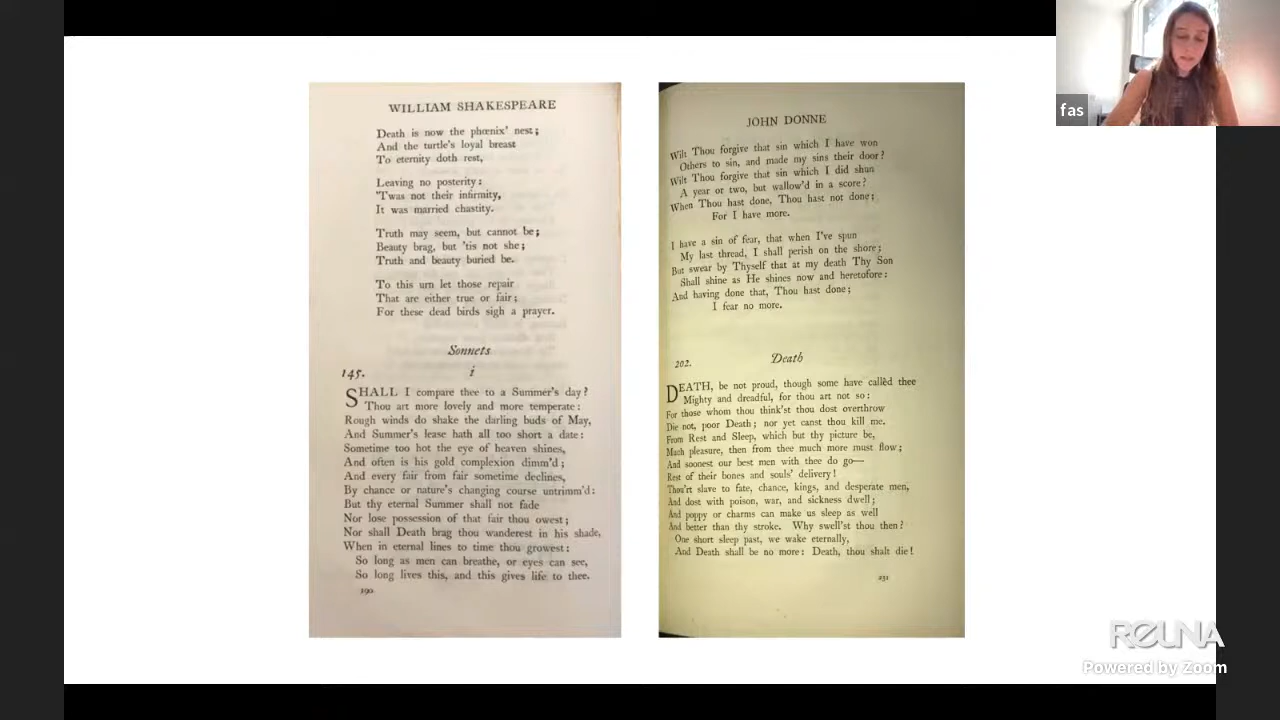 WILLIAM SHAKESPEARE
Death is now the phœnix' nest;
And the turtle's loyal breast
To eternity doth rest,
Leaving no posterity:
'Twas not their infirmity,
It was married chastity.
Truth may seem, but cannot be;
Beauty brag, but 'tis not she;
Truth and beauty buried be.
To this urn let those repair
That are either true or fair;
For these dead birds sigh a prayer.
Sonnets
145.
i
SHALL I compare thee to a Summer's day?
Thou art more lovely and more temperate:
Rough winds do shake the darling buds of May,
And Summer's lease hath all too short a date:
Sometime too hot the eye of heaven shines,
And often is his gold complexion dimm'd;
And every fair from fair sometime declines,
By chance or nature's changing course untrimm'd:
But thy eternal Summer shall not fade
Nor lose possession of that fair thou owest;
Nor shall Death brag thou wanderest in his shade,
When in eternal lines to time thou growest:
So long as men can breathe, or eyes can see,
So long lives this, and this gives life to thee.
190
JOHN DONNE
Wilt Thou forgive that sin which I have won
Others to sin, and made my sins their door?
Wilt Thou forgive that sin which I did shun
A year or two, but wallow'd in a score?
When Thou hast done, Thou hast not done;
For I have more.
I have a sin of fear, that when I've spun
My last thread, I shall perish on the shore;
But swear by Thyself that at my death Thy Son
Shall shine as He shines now and heretofore:
And having done that, Thou hast done;
I fear no more.
202.
Death
DEATH, be not proud, though some have callèd thee
Mighty and dreadful, for thou art not so:
For those whom thou think'st thou dost overthrow
Die not, poor Death; nor yet canst thou kill me.
From Rest and Sleep, which but thy picture be,
Much pleasure, then from thee much more must flow;
And soonest our best men with thee do go—
Rest of their bones and souls' delivery!
Thou'rt slave to fate, chance, kings, and desperate men,
And dost with poison, war, and sickness dwell;
And poppy or charms can make us sleep as well
And better than thy stroke. Why swell'st thou then?
One short sleep past, we wake eternally,
And Death shall be no more: Death, thou shalt die!
231
fas
REUNA
Powered by Zoom